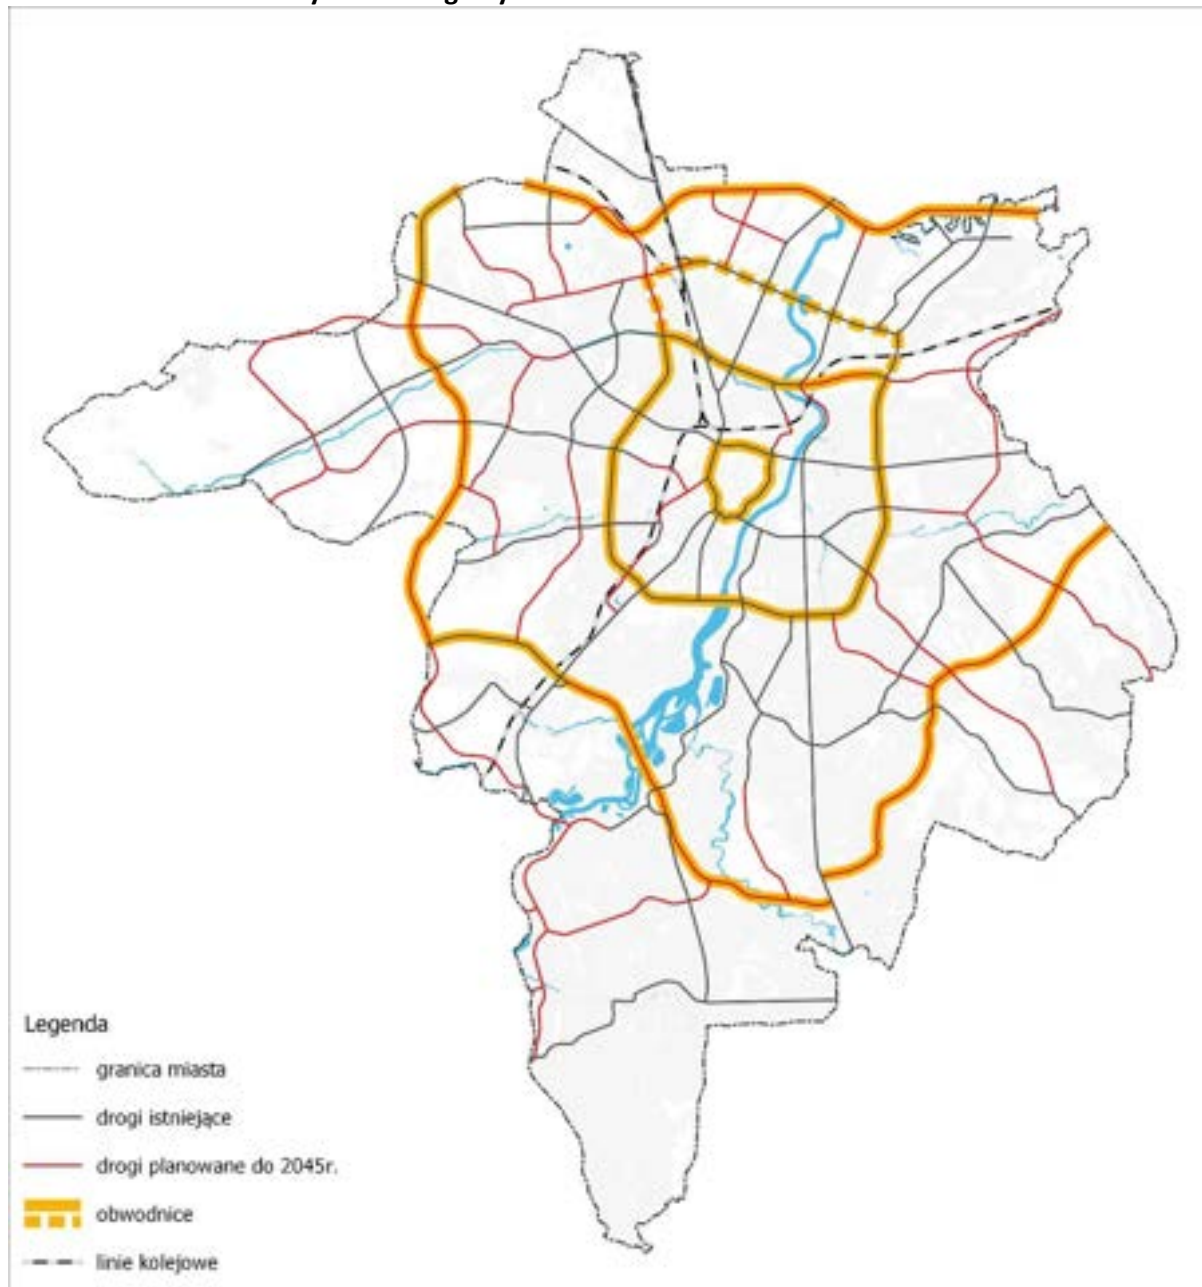 Legenda
granica miasta
drogi istniejące
drogi planowane do 2045r.
obwodnice
linie kolejowe